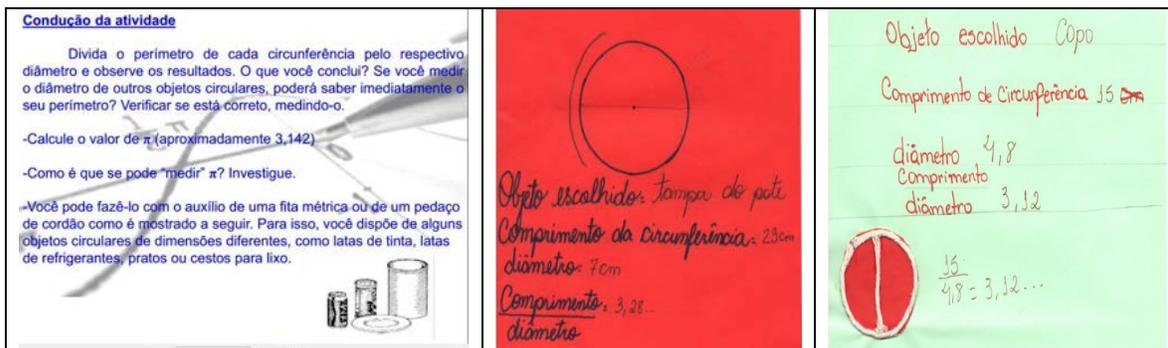 Condução da atividade
Divida o perímetro de cada circunferência pelo respectivo
diâmetro e observe os resultados. O que você conclui? Se você medir
o diâmetro de outros objetos circulares, poderá saber imediatamente o
seu perímetro? Verificar se está correto, medindo-o.
-Calcule o valor de π (aproximadamente 3,142)
-Como é que se pode "medir" π? Investigue.
-Você pode fazê-lo com o auxílio de uma fita métrica ou de um pedaço
de cordão como é mostrado a seguir. Para isso, você dispõe de alguns
objetos circulares de dimensões diferentes, como latas de tinta, latas
de refrigerantes, pratos ou cestos para lixo.
Objeto escolhido: tampa do pote
Comprimento da circunferência: 23cm
diâmetro: 7cm
Comprimento: 3,28..
diâmetro
Objeto escolhido Copo
Comprimento de Circunferência 15
diâmetro 4,8
Comprimento
diâmetro 3,12
15
4,8 = 3,12...